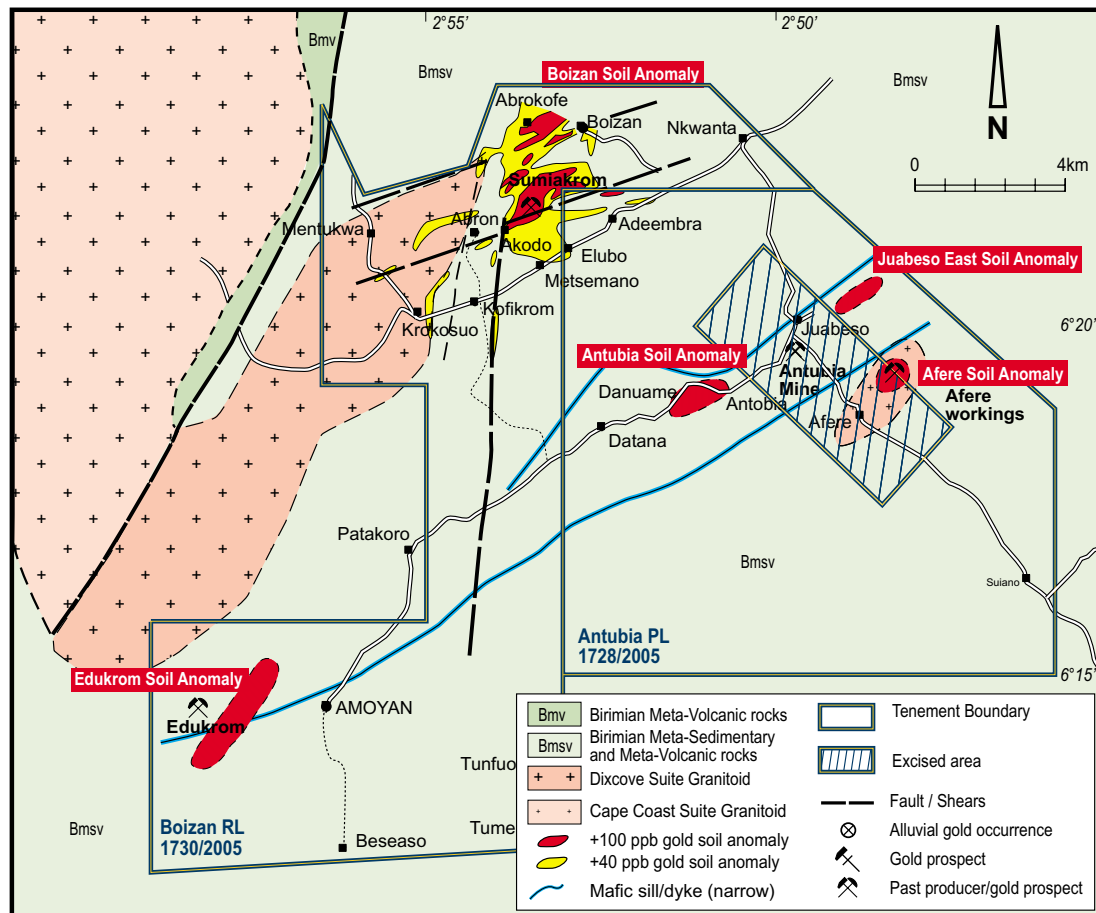 2°55'
2°50'
Bmv
Bmsv
Boizan Soil Anomaly
Bmsv
Abrokofe
Boizan
Nkwanta
N
0
4km
Sumiakrom
Mentukwa
Abron
Adeembra
Akodo
Elubo
Metsemano
Juabeso East Soil Anomaly
Kofikrom
Krokosuo
Juabeso
6°20'
Antubia Soil Anomaly
Antubia
Mine
Afere Soil Anomaly
Danuame
Antobia
Afere
workings
Afere
Datana
Patakoro
Bmsv
Suiano
Antubia PL
1728/2005
6°15'
Edukrom Soil Anomaly
Edukrom
AMOYAN
Tunfuo
Bmsv
Boizan RL
1730/2005
Tume
Beseaso
Bmv
Birimian Meta-Volcanic rocks
Bmsv
Birimian Meta-Sedimentary
and Meta-Volcanic rocks
Dixcove Suite Granitoid
Cape Coast Suite Granitoid
+100 ppb gold soil anomaly
+40 ppb gold soil anomaly
Mafic sill/dyke (narrow)
Tenement Boundary
Excised area
Fault / Shears
Alluvial gold occurrence
Gold prospect
Past producer/gold prospect